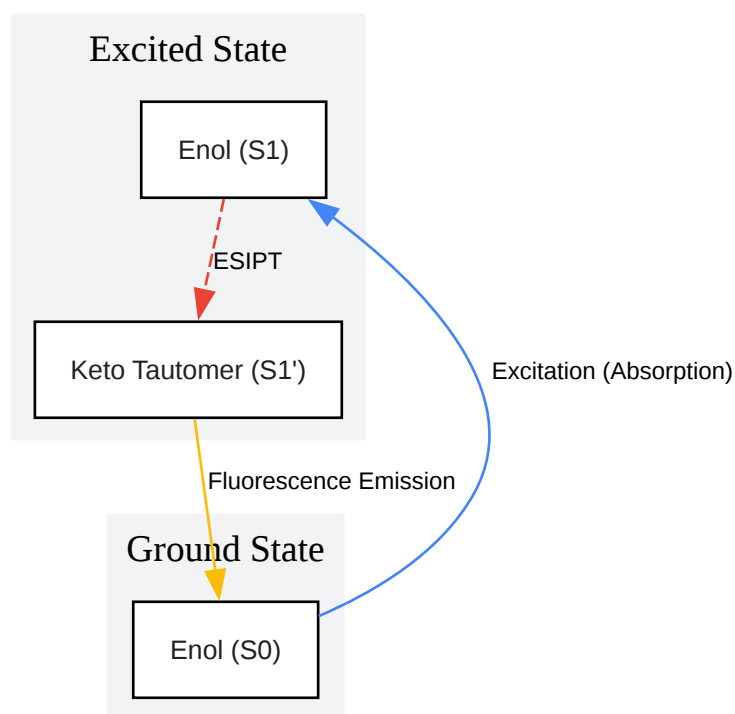 Excited State
Enol (S1)
ESIPT
Keto Tautomer (S1')
Excitation (Absorption)
Fluorescence Emission
Ground State
Enol (S0)